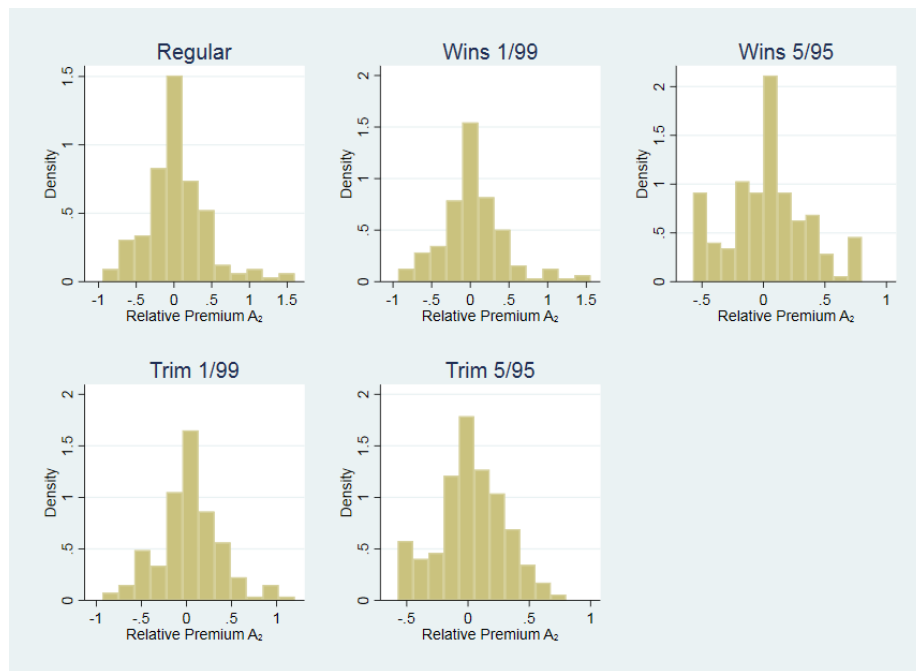 Regular
Density
0
.5
1
1.5
-1 -.5 0 .5 1 1.5
Relative Premium A₂
Wins 1/99
Density
0
.5
1
1.5
2
-1 -.5 0 .5 1 1.5
Relative Premium A₂
Wins 5/95
Density
0
.5
1
1.5
2
-.5 0 .5 1
Relative Premium A₂
Trim 1/99
Density
0
.5
1
1.5
2
-1 -.5 0 .5 1
Relative Premium A₂
Trim 5/95
Density
0
.5
1
1.5
2
-.5 0 .5 1
Relative Premium A₂